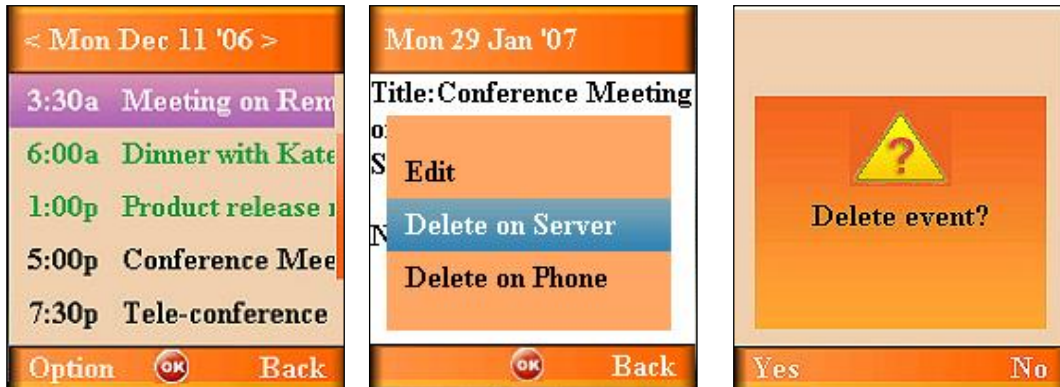 < Mon Dec 11 '06 >
3:30a Meeting on Rem
6:00a Dinner with Kate
1:00p Product release
5:00p Conference Mee
7:30p Tele-conference
Option OK Back
Mon 29 Jan '07
Title:Conference Meeting
Edit
Delete on Server
Delete on Phone
OK Back
?
Delete event?
Yes No